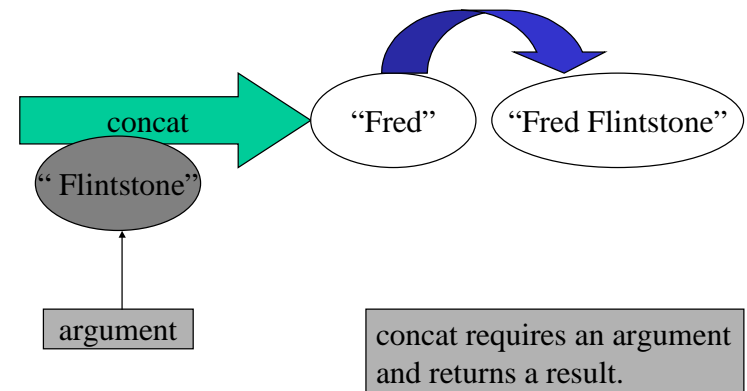 concat
“Fred”
“Fred Flintstone”
“ Flintstone”
argument
concat requires an argument
and returns a result.